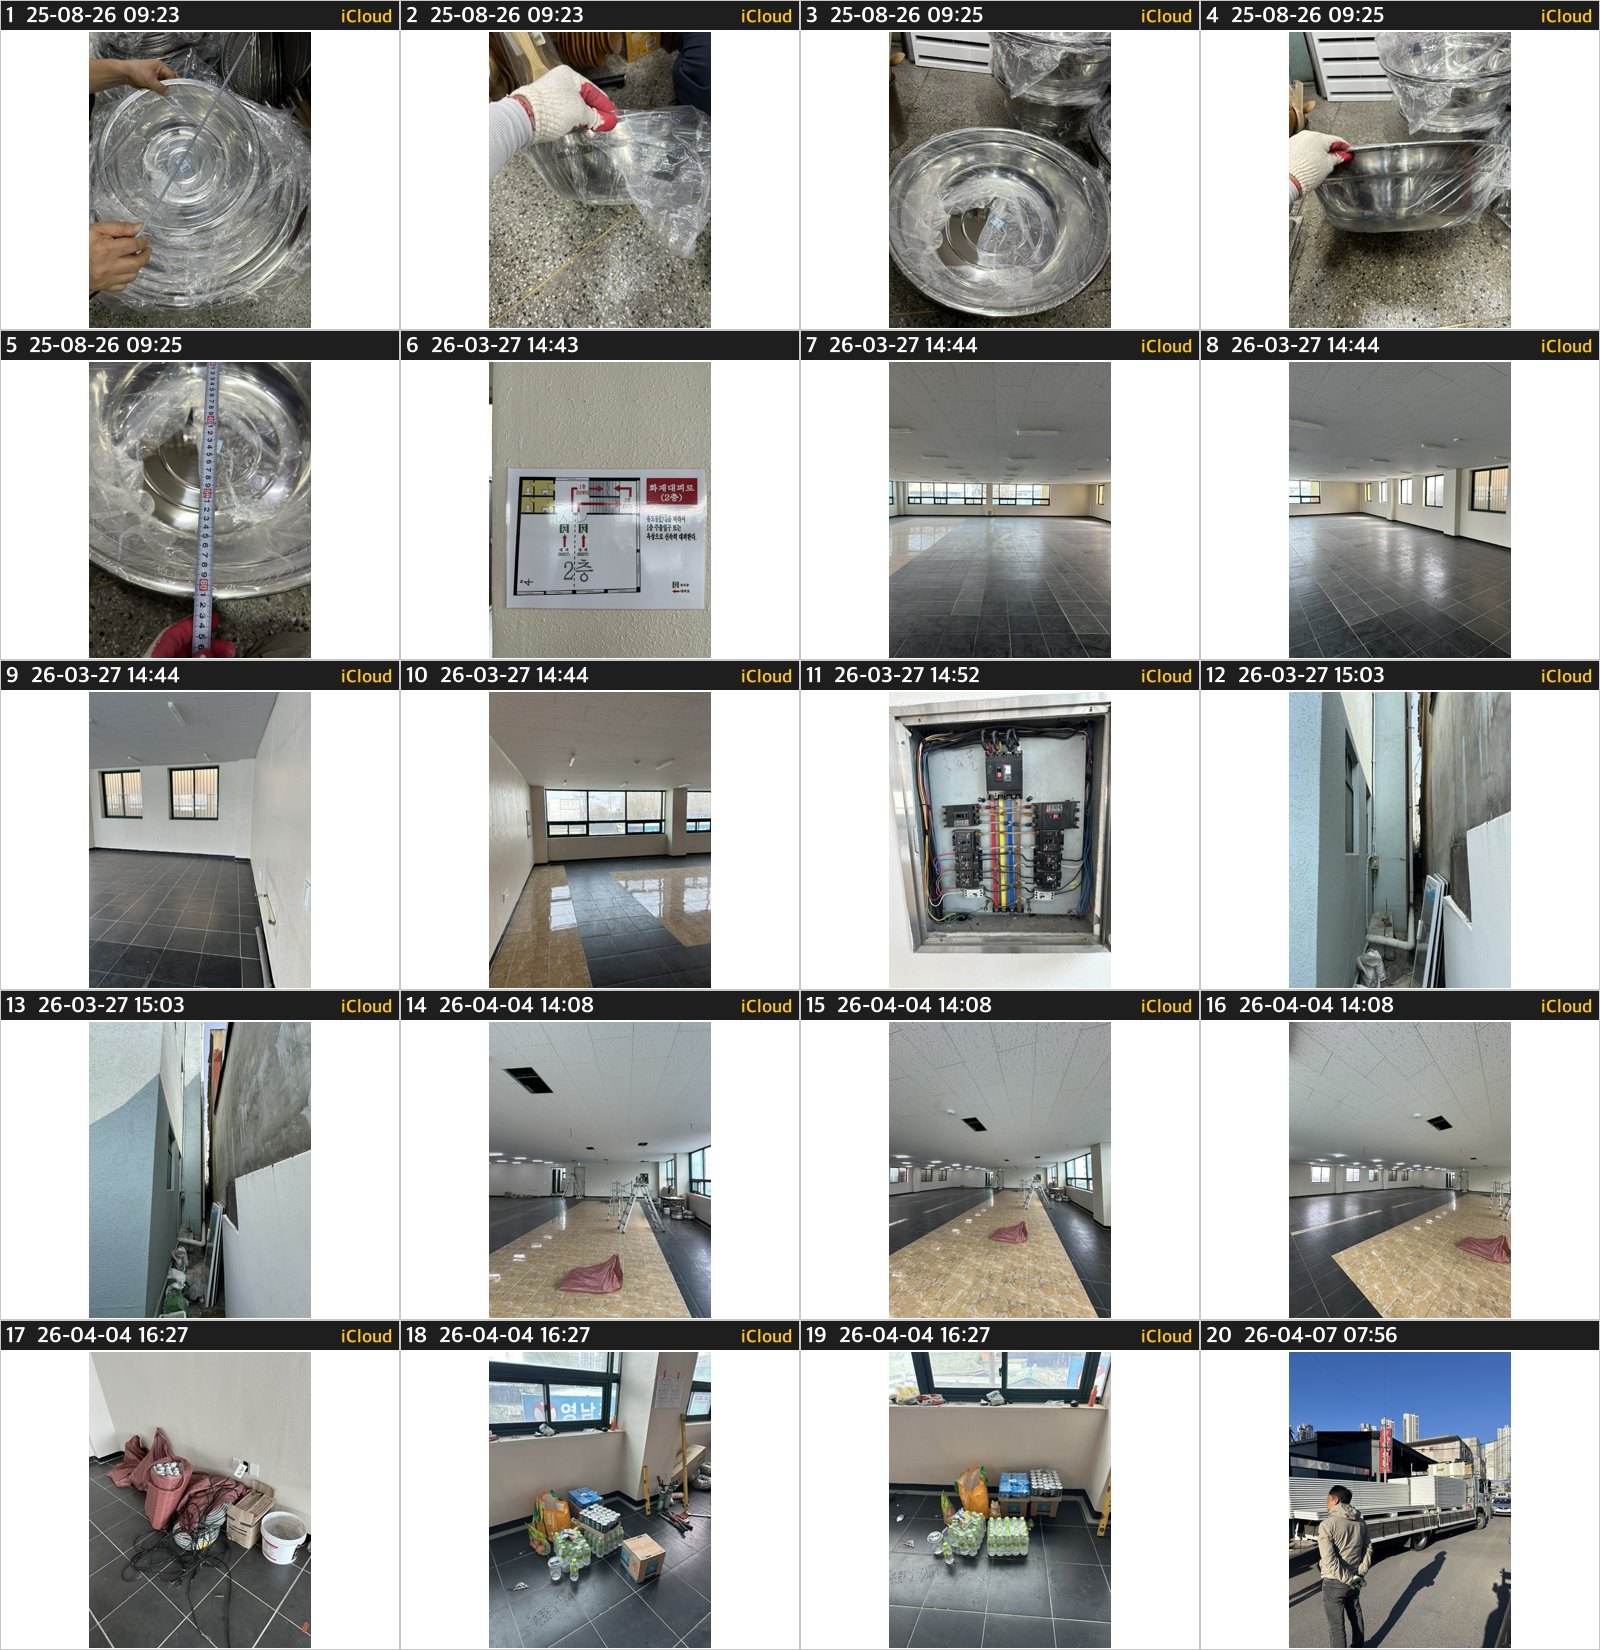 1 25-08-26 09:23 iCloud
2 25-08-26 09:23 iCloud
3 25-08-26 09:25 iCloud
4 25-08-26 09:25 iCloud
5 25-08-26 09:25
6 26-03-27 14:43
7 26-03-27 14:44 iCloud
8 26-03-27 14:44 iCloud
화재대피로
(2층)
2층
9 26-03-27 14:44 iCloud
10 26-03-27 14:44 iCloud
11 26-03-27 14:52 iCloud
12 26-03-27 15:03 iCloud
13 26-03-27 15:03 iCloud
14 26-04-04 14:08 iCloud
15 26-04-04 14:08 iCloud
16 26-04-04 14:08 iCloud
17 26-04-04 16:27 iCloud
18 26-04-04 16:27 iCloud
19 26-04-04 16:27 iCloud
20 26-04-07 07:56
영남